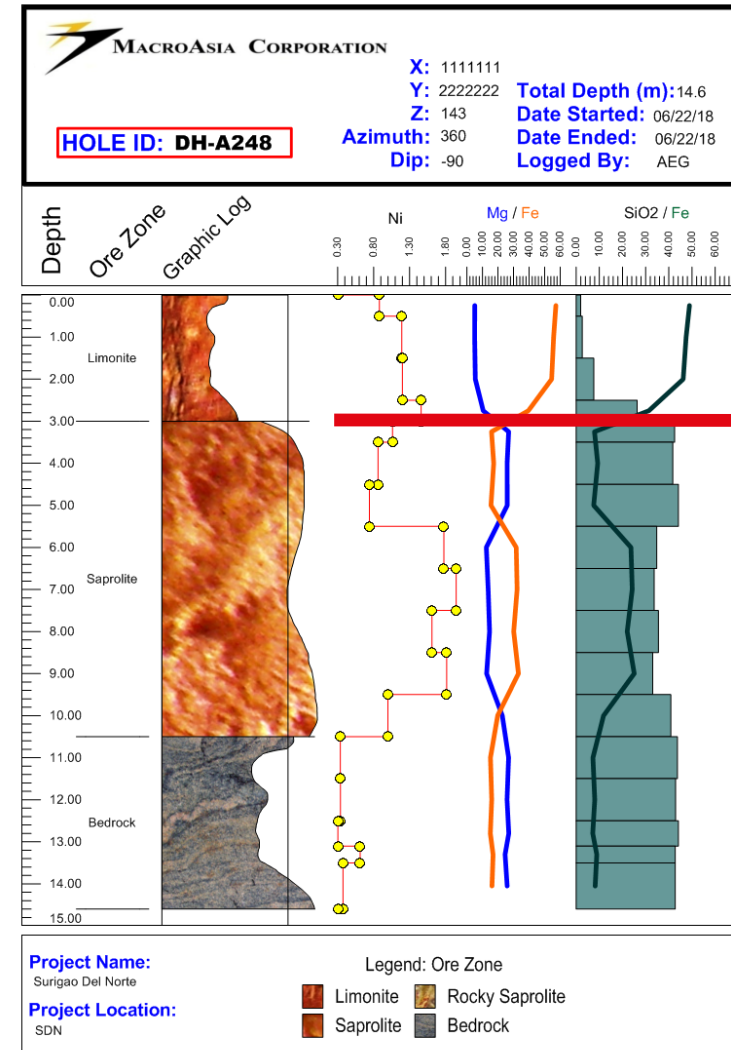 MACROASIA CORPORATION
HOLE ID: DH-A248
X: 1111111
Y: 2222222
Z: 143
Azimuth: 360
Dip: -90
Total Depth (m): 14.6
Date Started: 06/22/18
Date Ended: 06/22/18
Logged By: AEG
Depth
Ore Zone
Graphic Log
Ni
0.30 0.80 1.30 1.80
Mg / Fe
0.00 10.00 20.00 30.00 40.00 50.00 60.00
SiO2 / Fe
0.00 10.00 20.00 30.00 40.00 50.00 60.00
0.00
1.00
Limonite
2.00
3.00
4.00
5.00
6.00
Saprolite
7.00
8.00
9.00
10.00
11.00
12.00
Bedrock
13.00
14.00
15.00
Project Name:
Surigao Del Norte
Project Location:
SDN
Legend: Ore Zone
Limonite Rocky Saprolite
Saprolite Bedrock